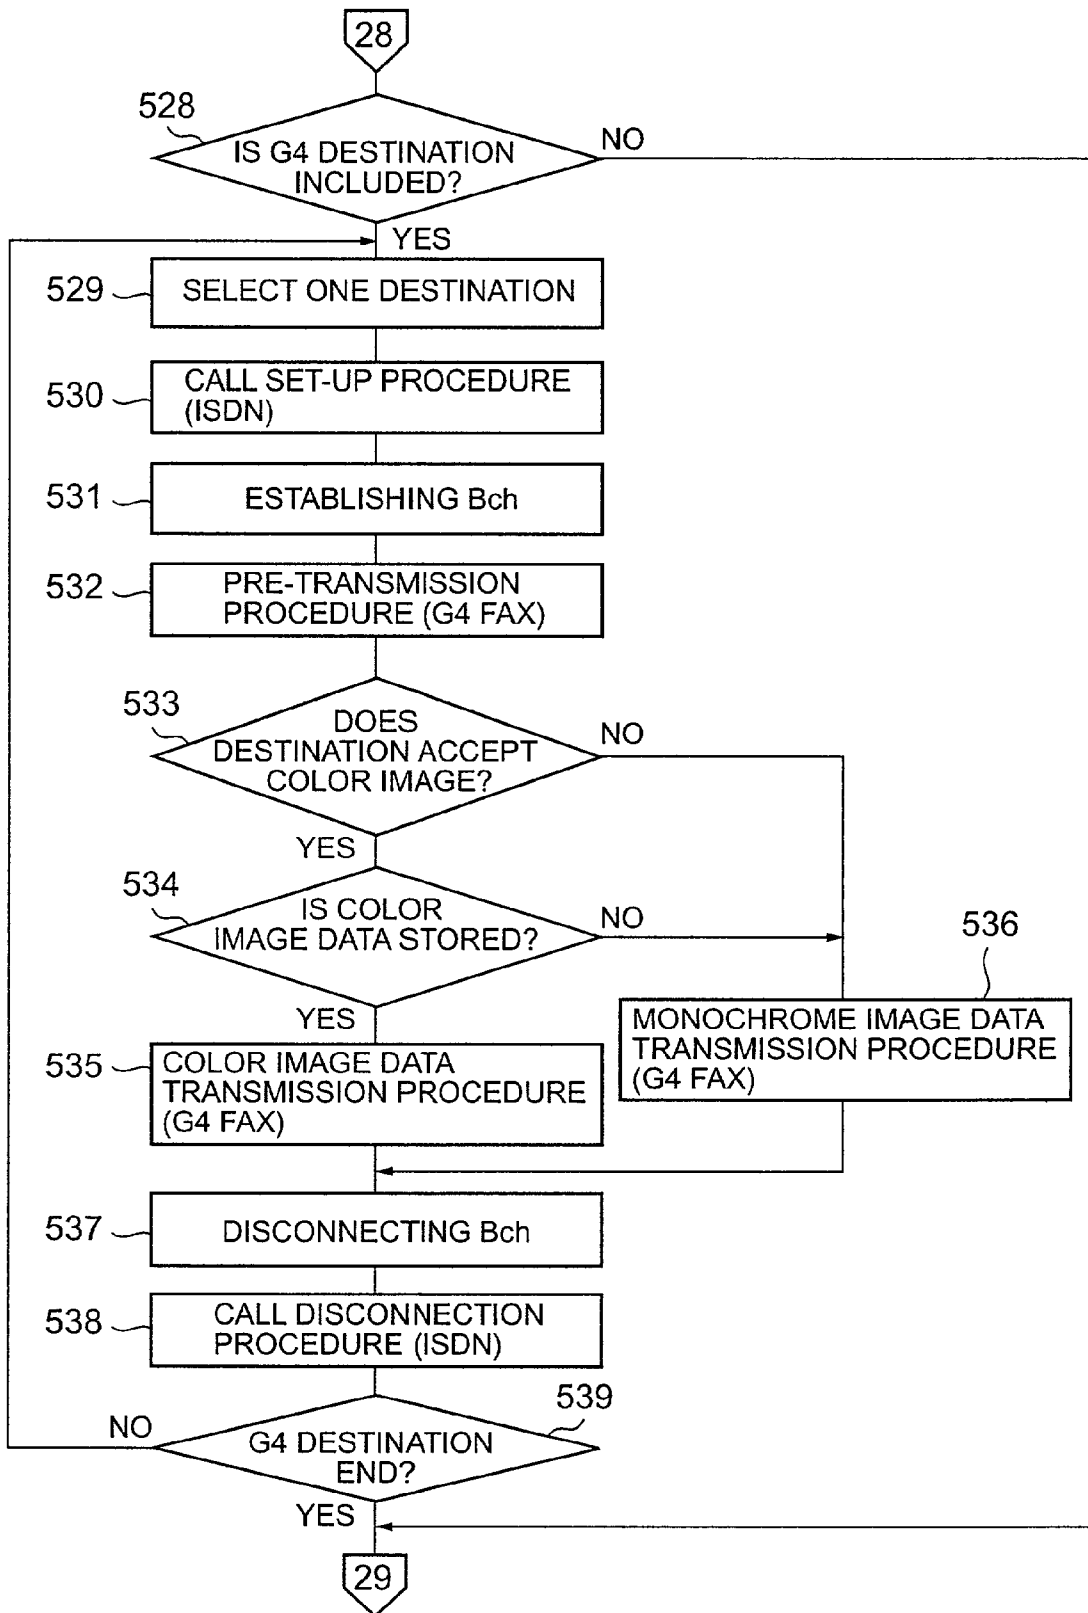 28
528
IS G4 DESTINATION
INCLUDED?
NO
YES
529
SELECT ONE DESTINATION
530
CALL SET-UP PROCEDURE
(ISDN)
531
ESTABLISHING Bch
532
PRE-TRANSMISSION
PROCEDURE (G4 FAX)
533
DOES
DESTINATION ACCEPT
COLOR IMAGE?
NO
YES
534
IS COLOR
IMAGE DATA STORED?
NO
YES
536
MONOCHROME IMAGE DATA
TRANSMISSION PROCEDURE
(G4 FAX)
535
COLOR IMAGE DATA
TRANSMISSION PROCEDURE
(G4 FAX)
537
DISCONNECTING Bch
538
CALL DISCONNECTION
PROCEDURE (ISDN)
539
G4 DESTINATION
END?
NO
YES
29